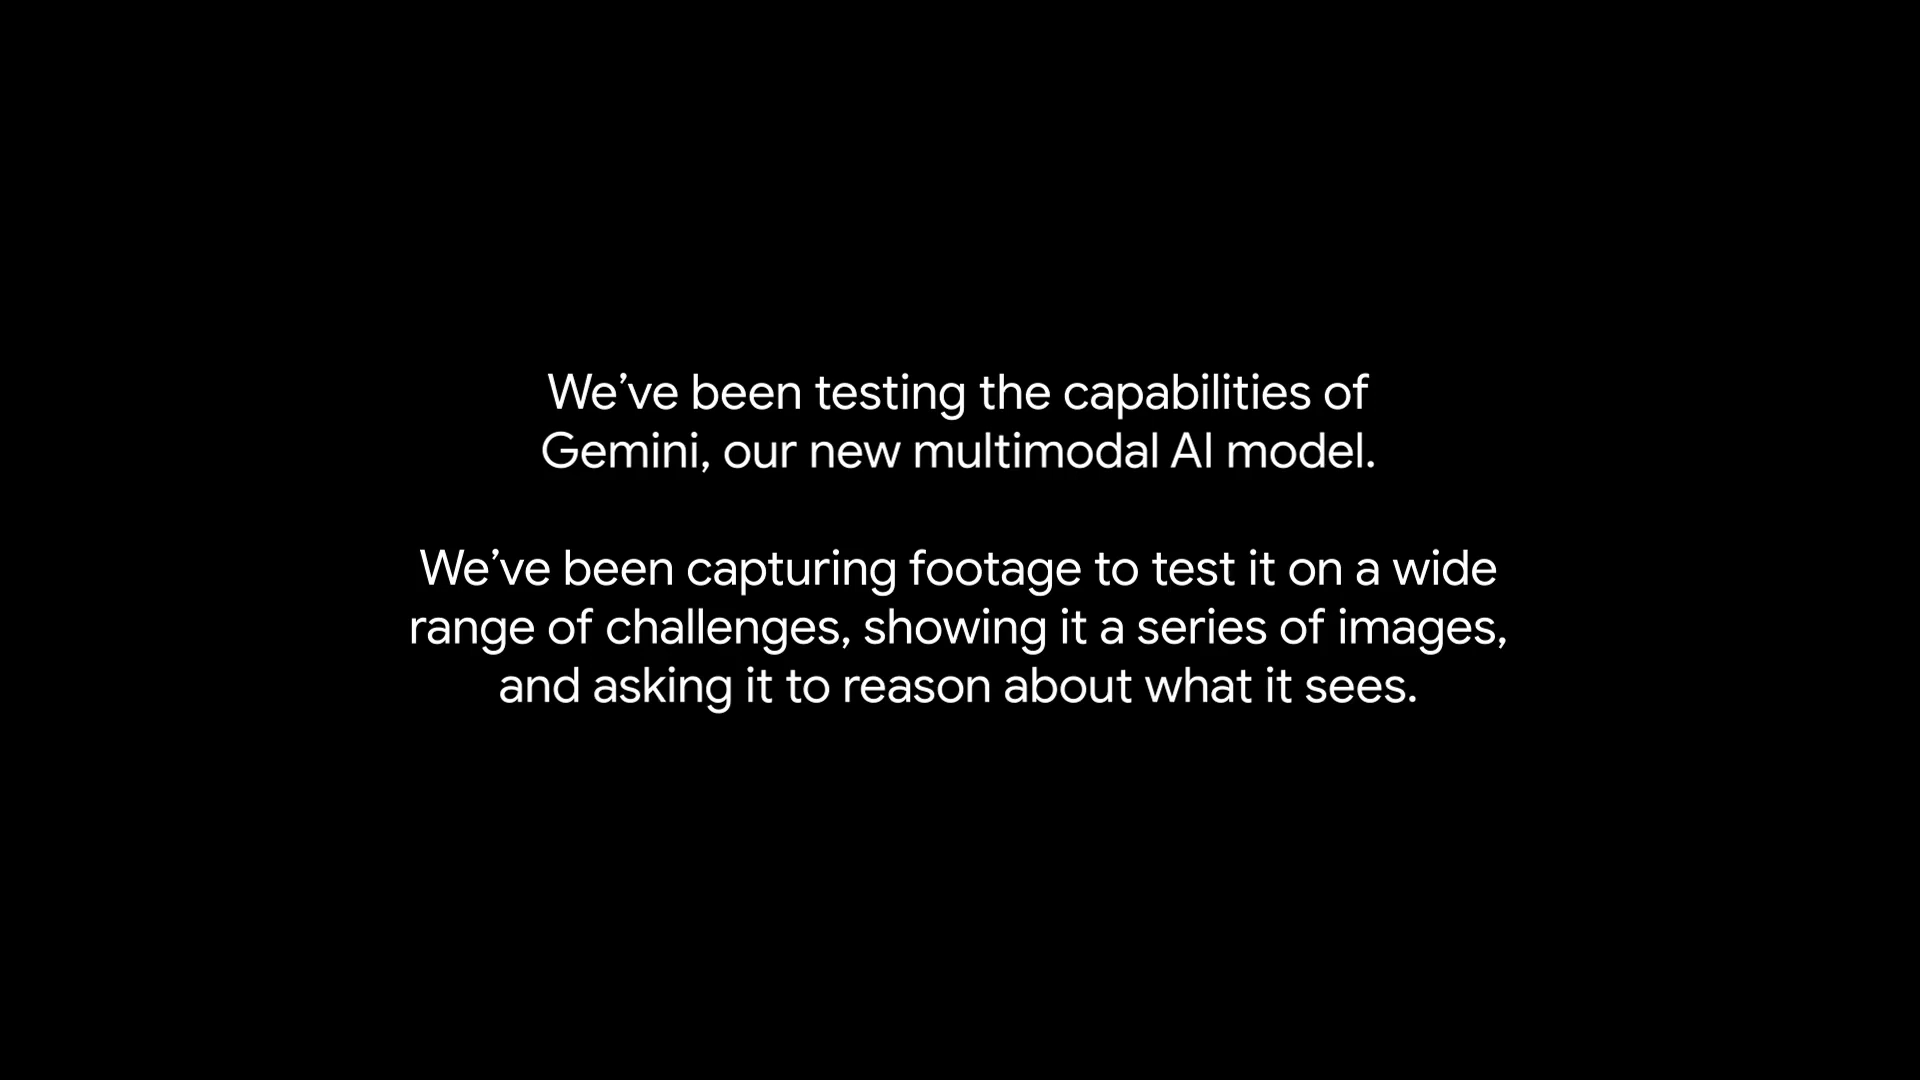 We’ve been testing the capabilities of
Gemini, our new multimodal AI model.
We’ve been capturing footage to test it on a wide
range of challenges, showing it a series of images,
and asking it to reason about what it sees.